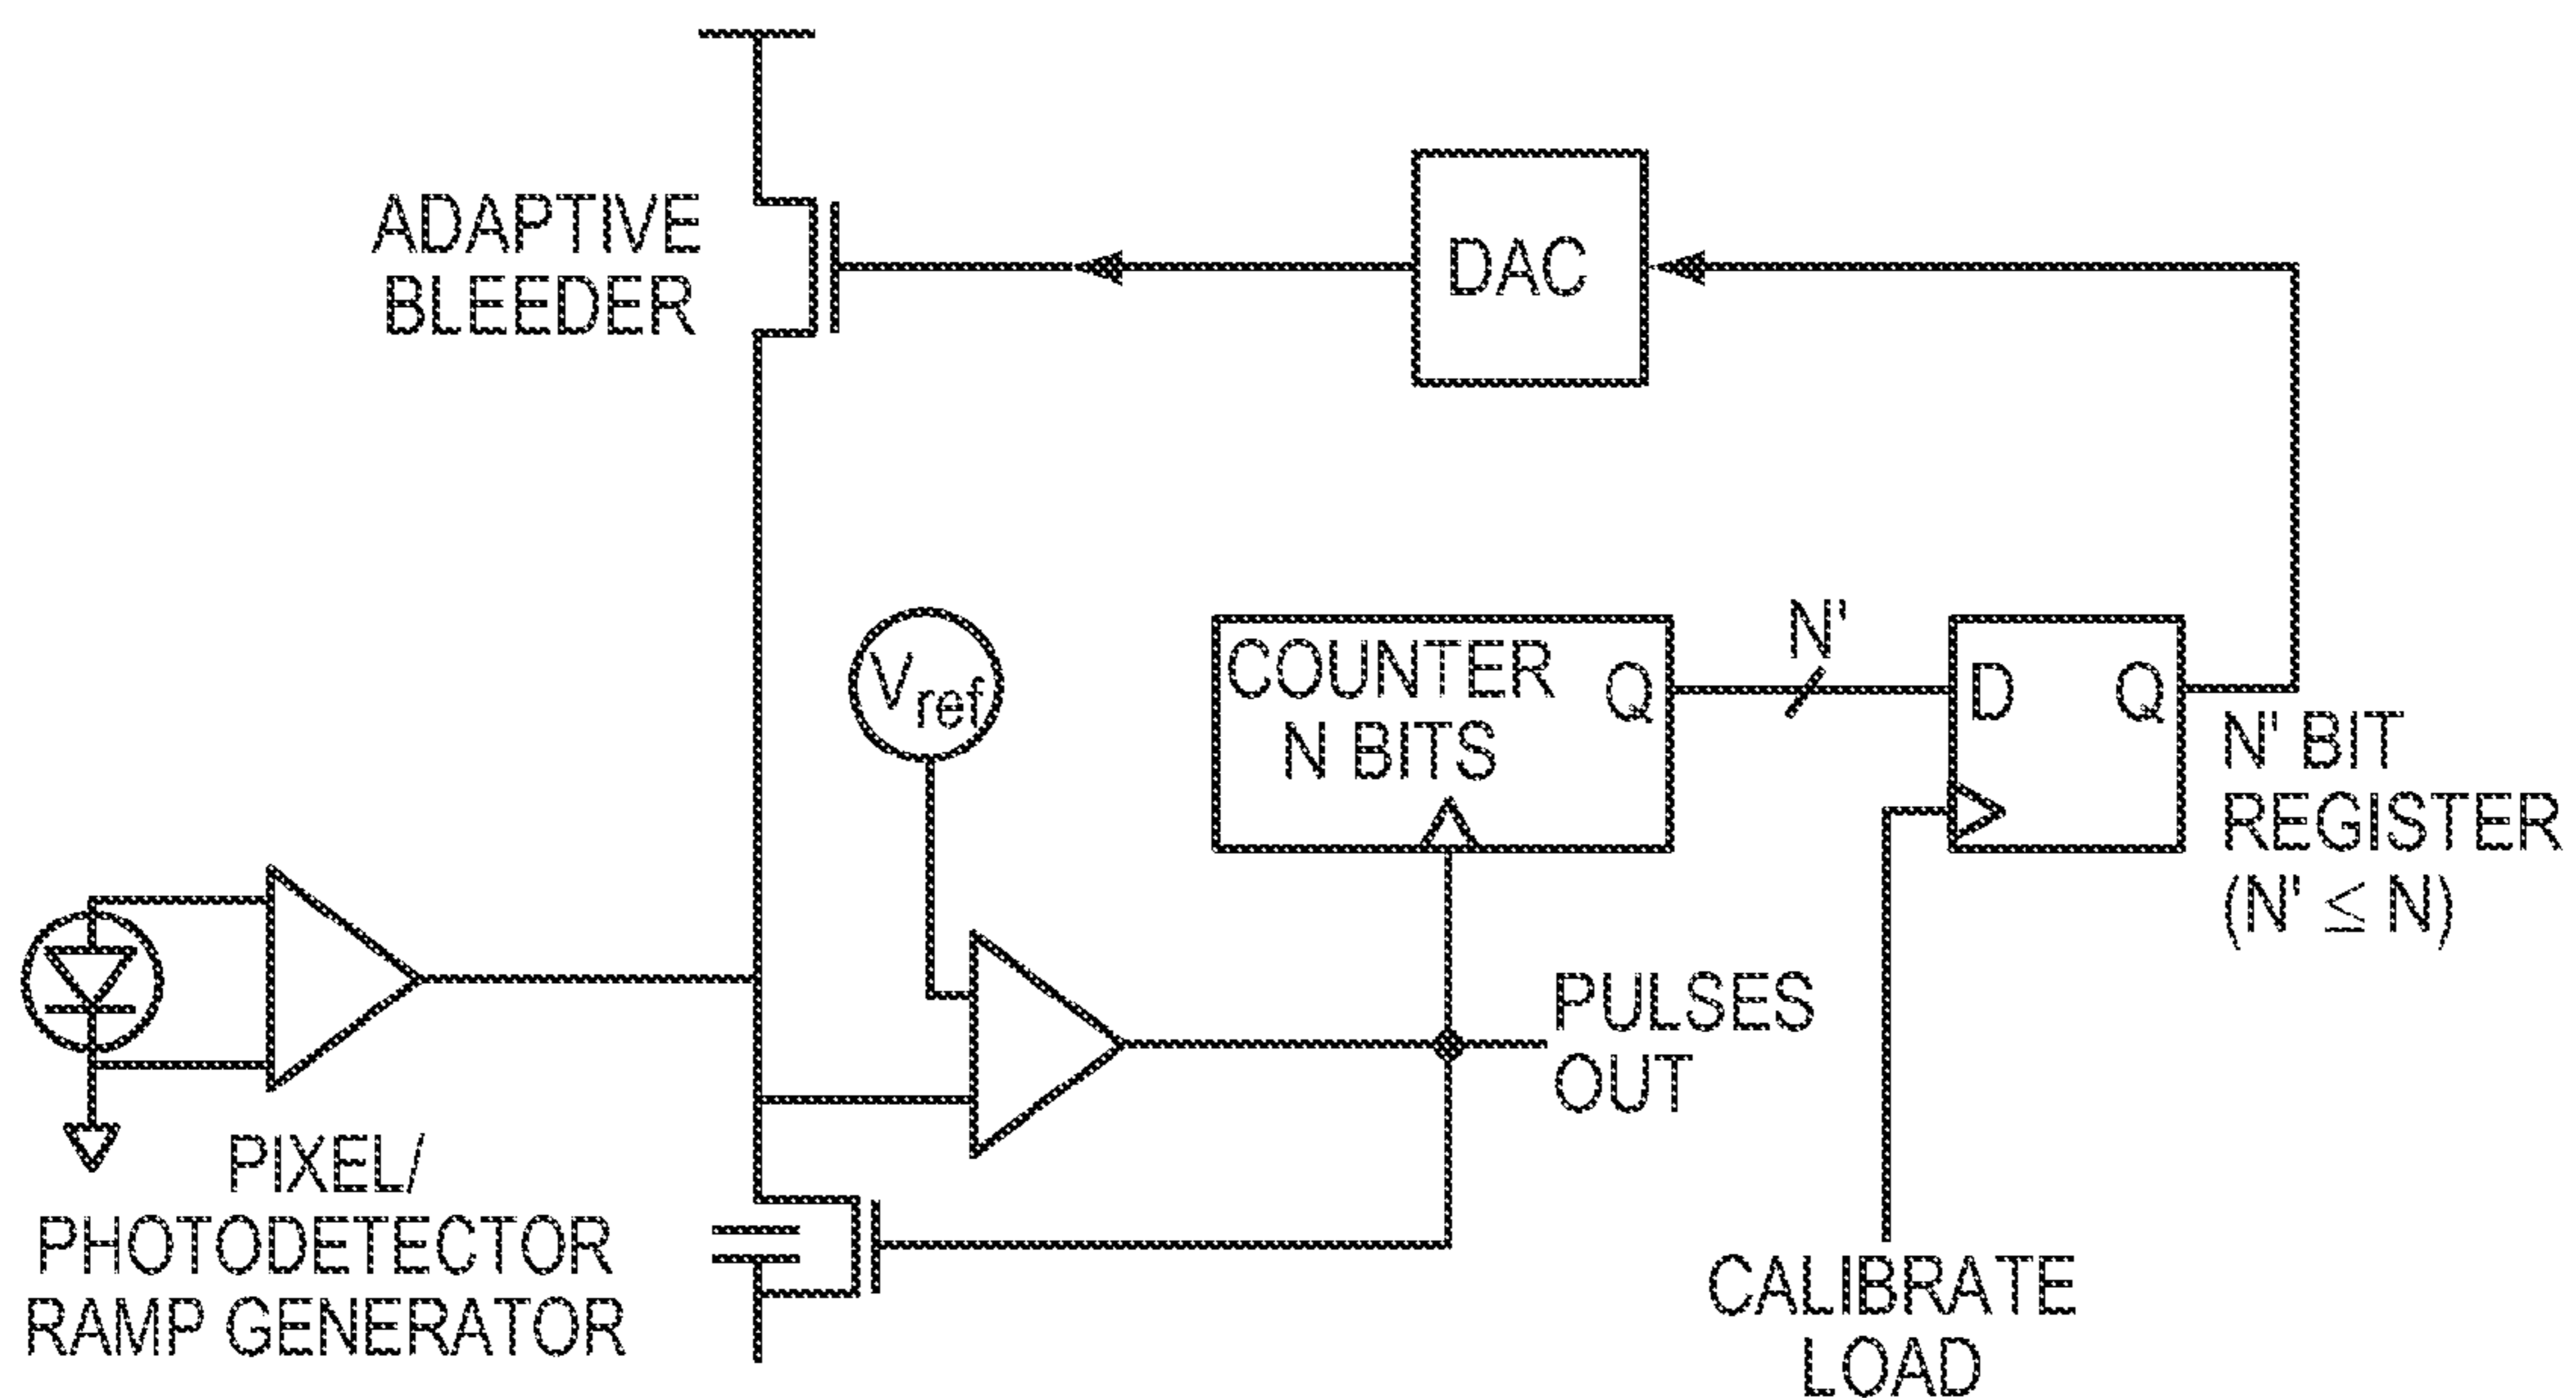 ADAPTIVE
BLEEDER
DAC
Vref
COUNTER
N BITS
Q
N'
D
Q
N' BIT
REGISTER
(N' ≤ N)
PULSES
OUT
PIXEL/
PHOTODETECTOR
RAMP GENERATOR
CALIBRATE
LOAD